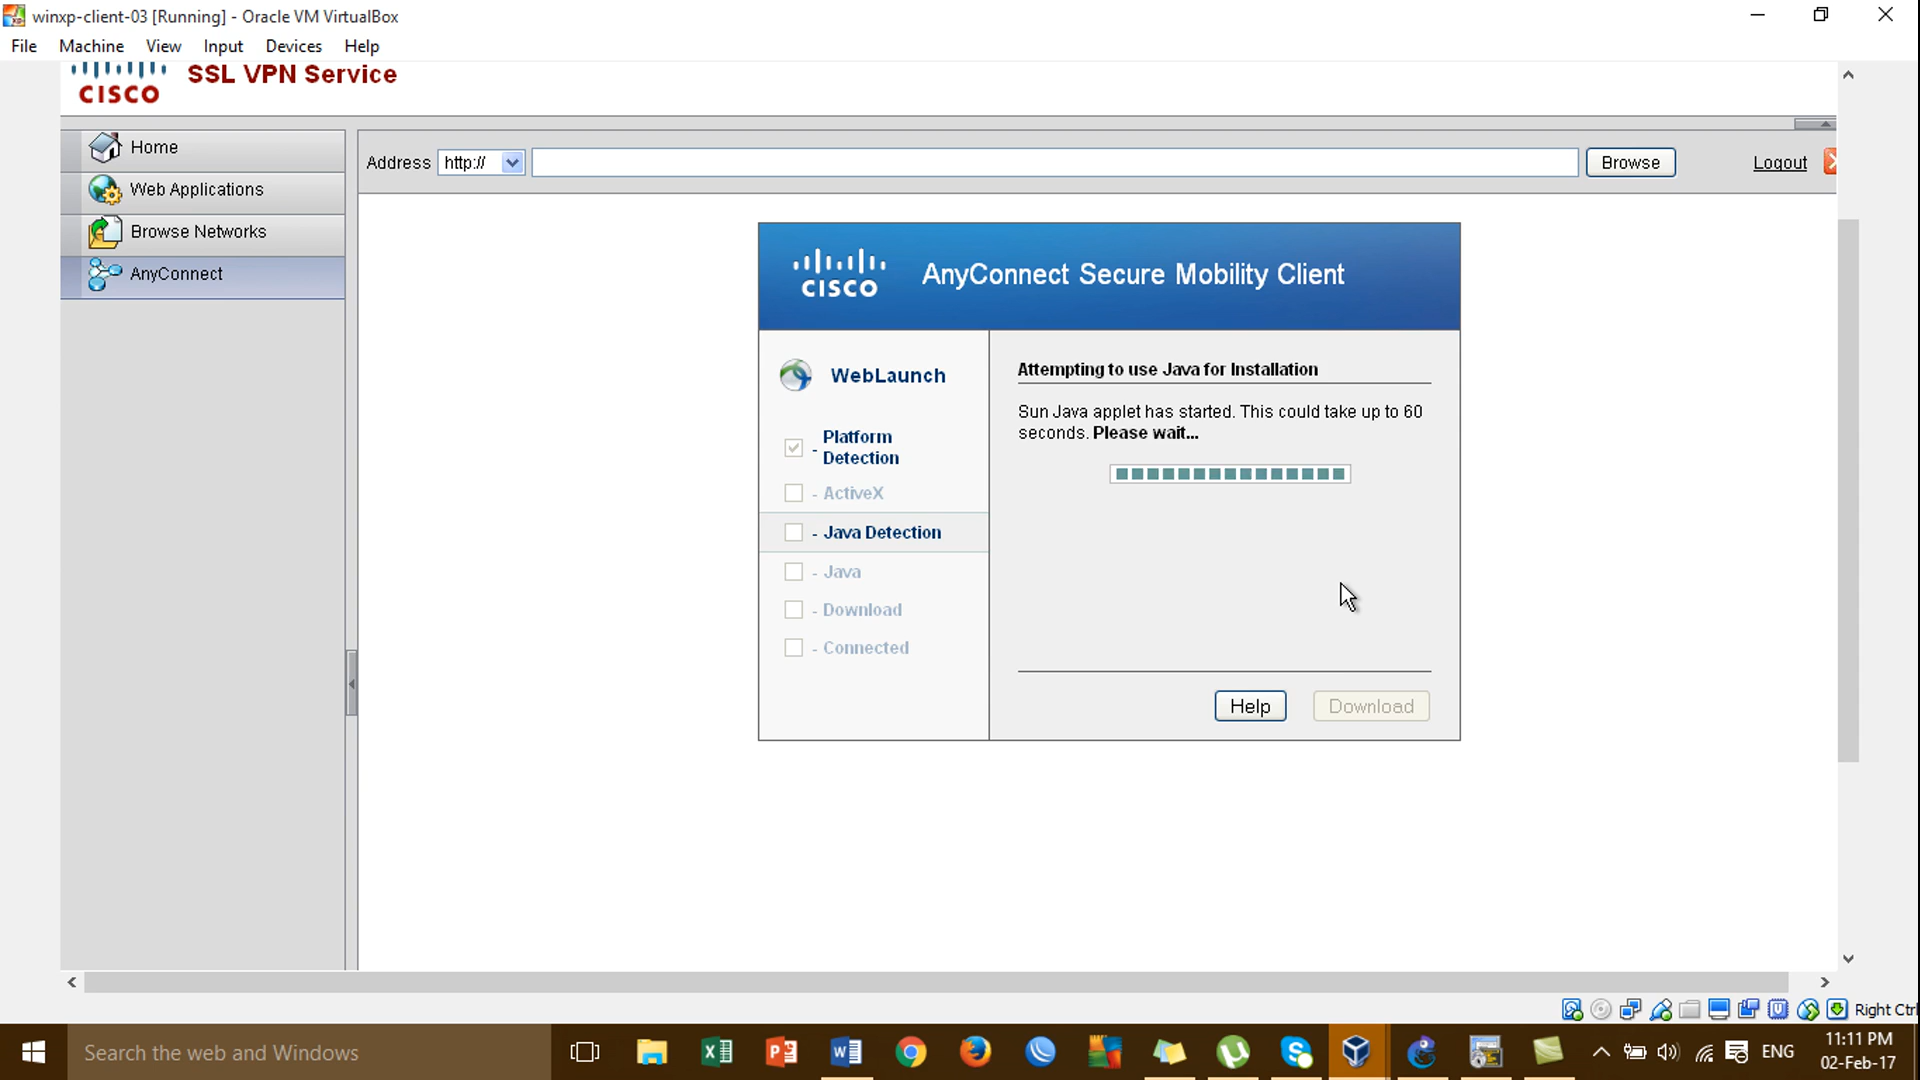 winxp-client-03 [Running] - Oracle VM VirtualBox
File Machine View Input Devices Help
CISCO
SSL VPN Service
Home
Web Applications
Browse Networks
AnyConnect
Address http:// Browse Logout
CISCO
AnyConnect Secure Mobility Client
WebLaunch
- Platform
Detection
- ActiveX
- Java Detection
- Java
- Download
- Connected
Attempting to use Java for Installation
Sun Java applet has started. This could take up to 60
seconds. Please wait...
Help Download
Right Ctrl
Search the web and Windows
ENG
11:11 PM
02-Feb-17